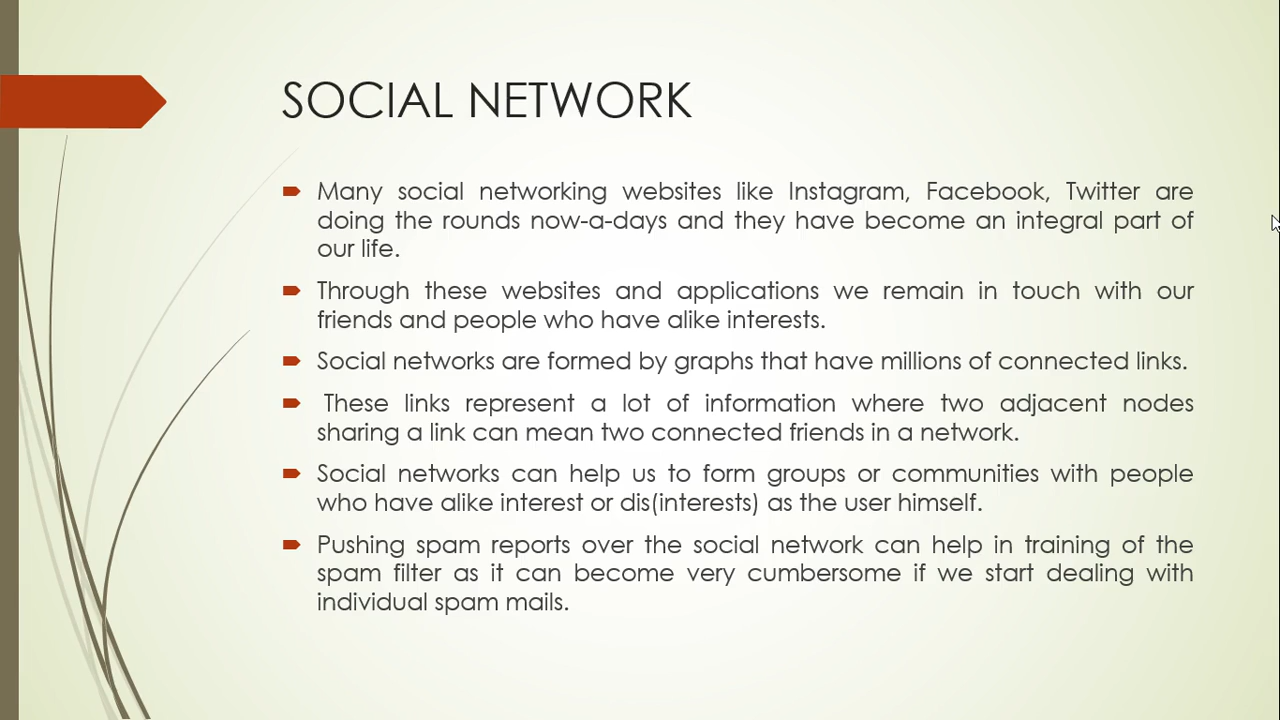 SOCIAL NETWORK
Many social networking websites like Instagram, Facebook, Twitter are
doing the rounds now-a-days and they have become an integral part of
our life.
Through these websites and applications we remain in touch with our
friends and people who have alike interests.
Social networks are formed by graphs that have millions of connected links.
These links represent a lot of information where two adjacent nodes
sharing a link can mean two connected friends in a network.
Social networks can help us to form groups or communities with people
who have alike interest or dis(interests) as the user himself.
Pushing spam reports over the social network can help in training of the
spam filter as it can become very cumbersome if we start dealing with
individual spam mails.